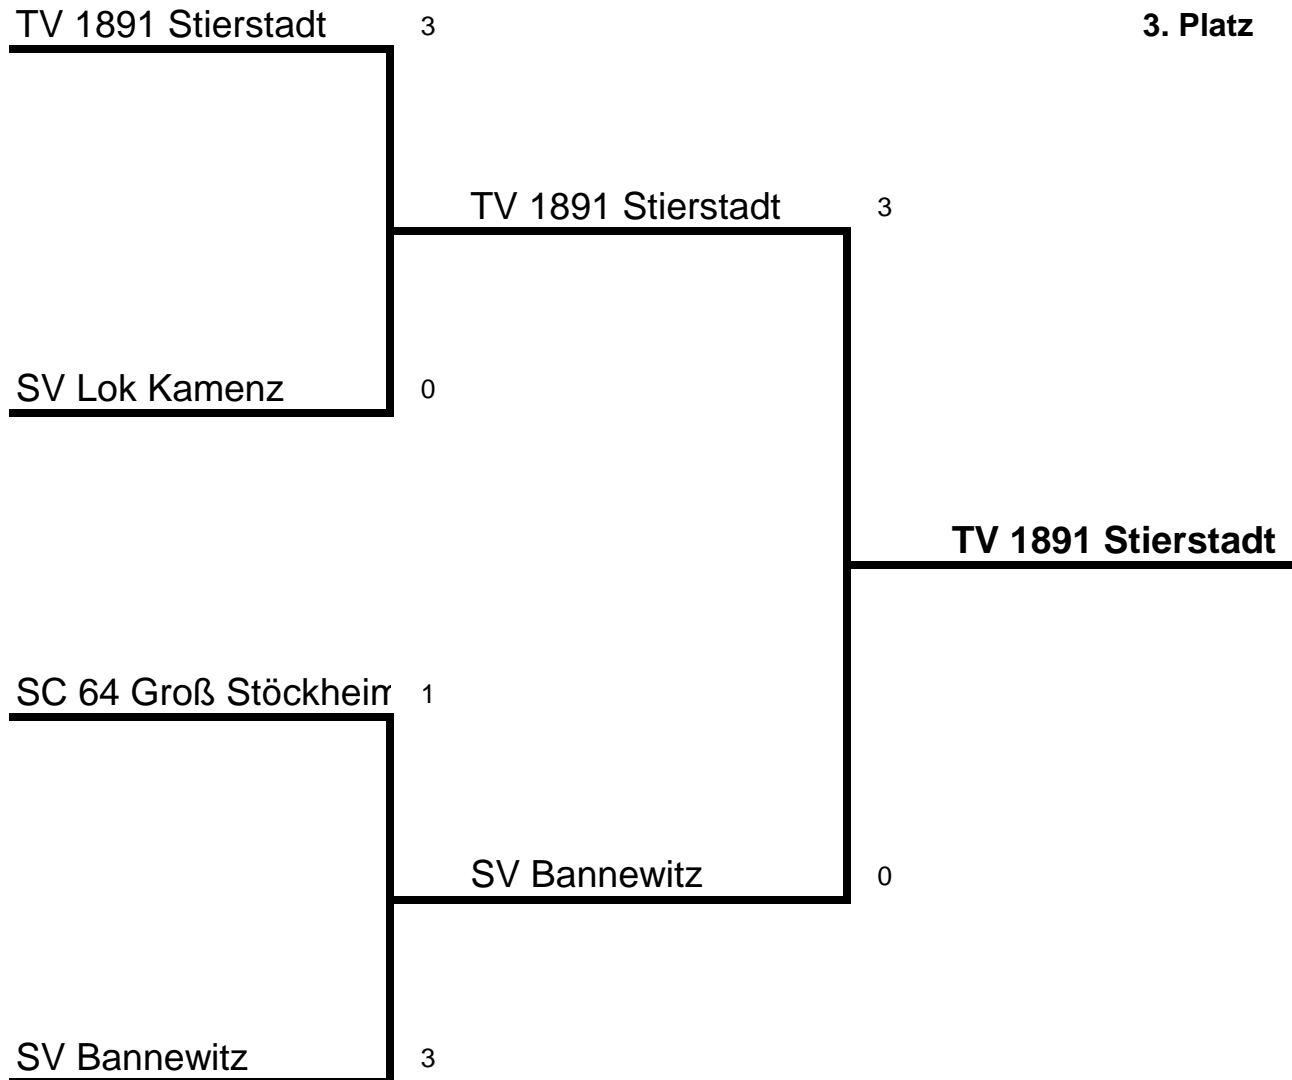 TV 1891 Stierstadt 3 3. Platz
TV 1891 Stierstadt 3
SV Lok Kamenz 0
TV 1891 Stierstadt
SC 64 Groß Stöckheim 1
SV Bannewitz 0
SV Bannewitz 3